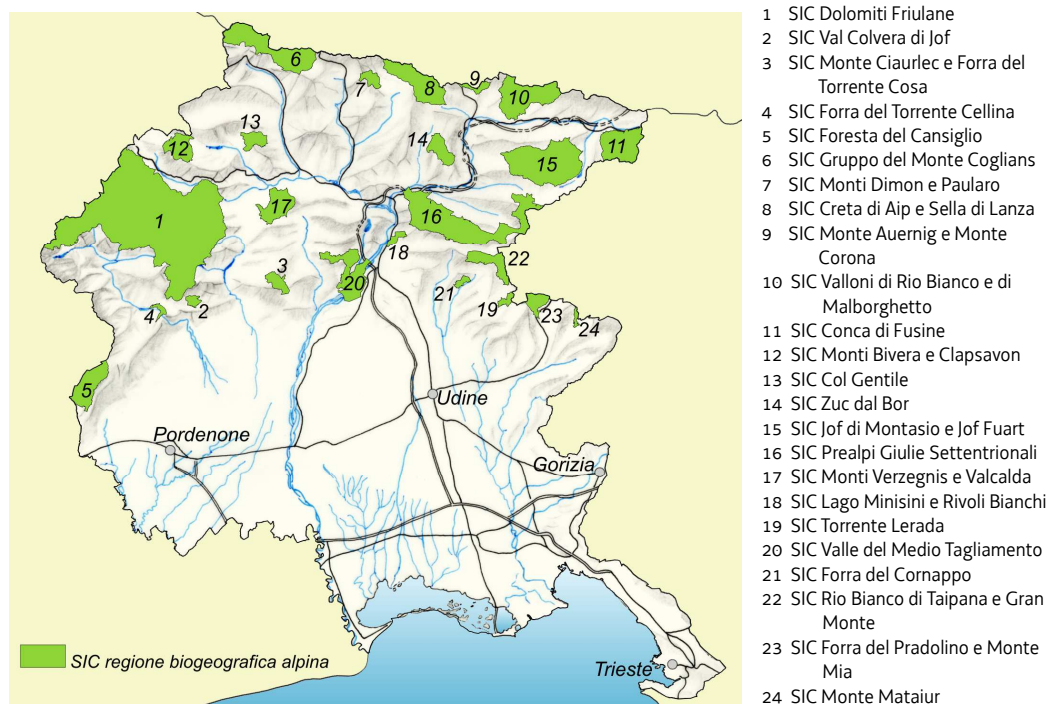 6
7
8
9
10
13
14
12
11
15
1
17
16
18
22
3
20
21
4
2
19
23
24
5
Udine
Pordenone
Gorizia
Trieste
SIC regione biogeografica alpina
1 SIC Dolomiti Friulane
2 SIC Val Colvera di Jof
3 SIC Monte Ciaurlec e Forra del
Torrente Cosa
4 SIC Forra del Torrente Cellina
5 SIC Foresta del Cansiglio
6 SIC Gruppo del Monte Coglians
7 SIC Monti Dimon e Paularo
8 SIC Creta di Aip e Sella di Lanza
9 SIC Monte Auernig e Monte
Corona
10 SIC Valloni di Rio Bianco e di
Malborghetto
11 SIC Conca di Fusine
12 SIC Monti Bivera e Clapsavon
13 SIC Col Gentile
14 SIC Zuc dal Bor
15 SIC Jof di Montasio e Jof Fuart
16 SIC Prealpi Giulie Settentrionali
17 SIC Monti Verzegnis e Valcalda
18 SIC Lago Minisini e Rivoli Bianchi
19 SIC Torrente Lerada
20 SIC Valle del Medio Tagliamento
21 SIC Forra del Cornappo
22 SIC Rio Bianco di Taipana e Gran
Monte
23 SIC Forra del Pradolino e Monte
Mia
24 SIC Monte Mataiur